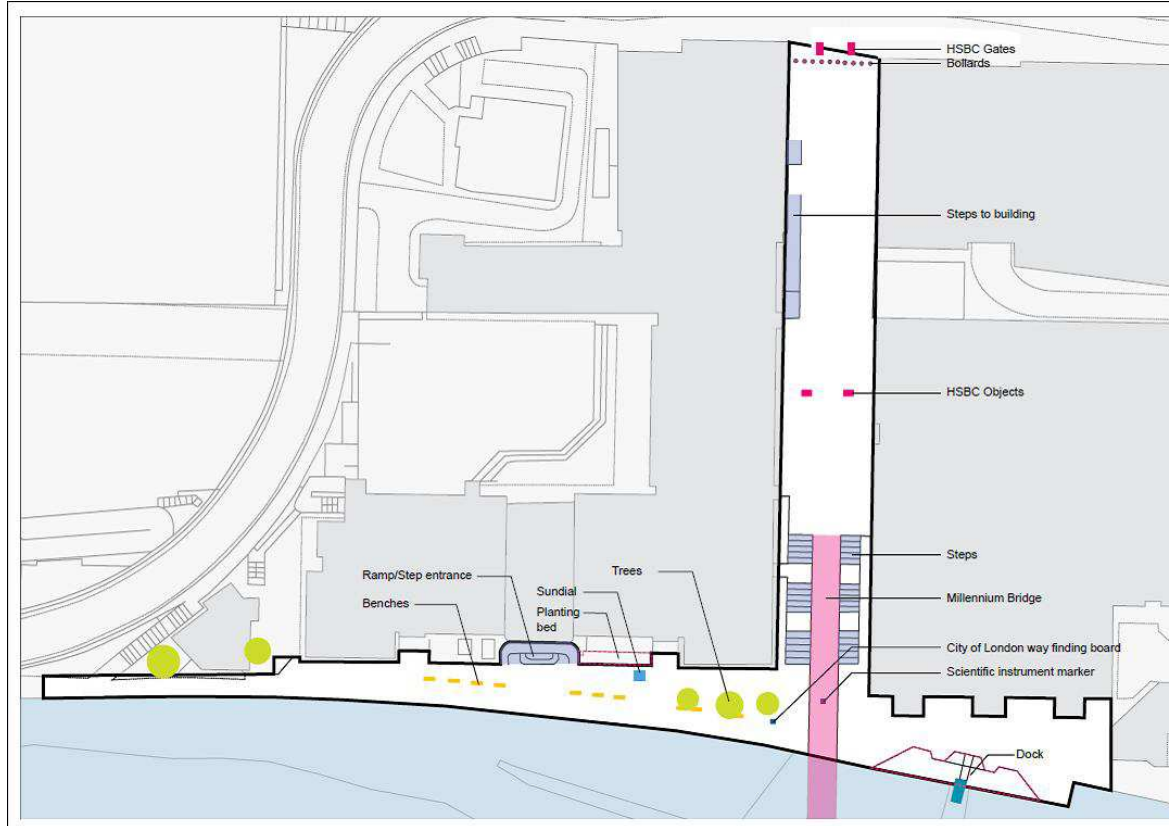 HSBC Gates
Bollards
Steps to building
HSBC Objects
Steps
Ramp/Step entrance
Trees
Sundial
Benches
Planting
bed
Millennium Bridge
City of London way finding board
Scientific instrument marker
Dock